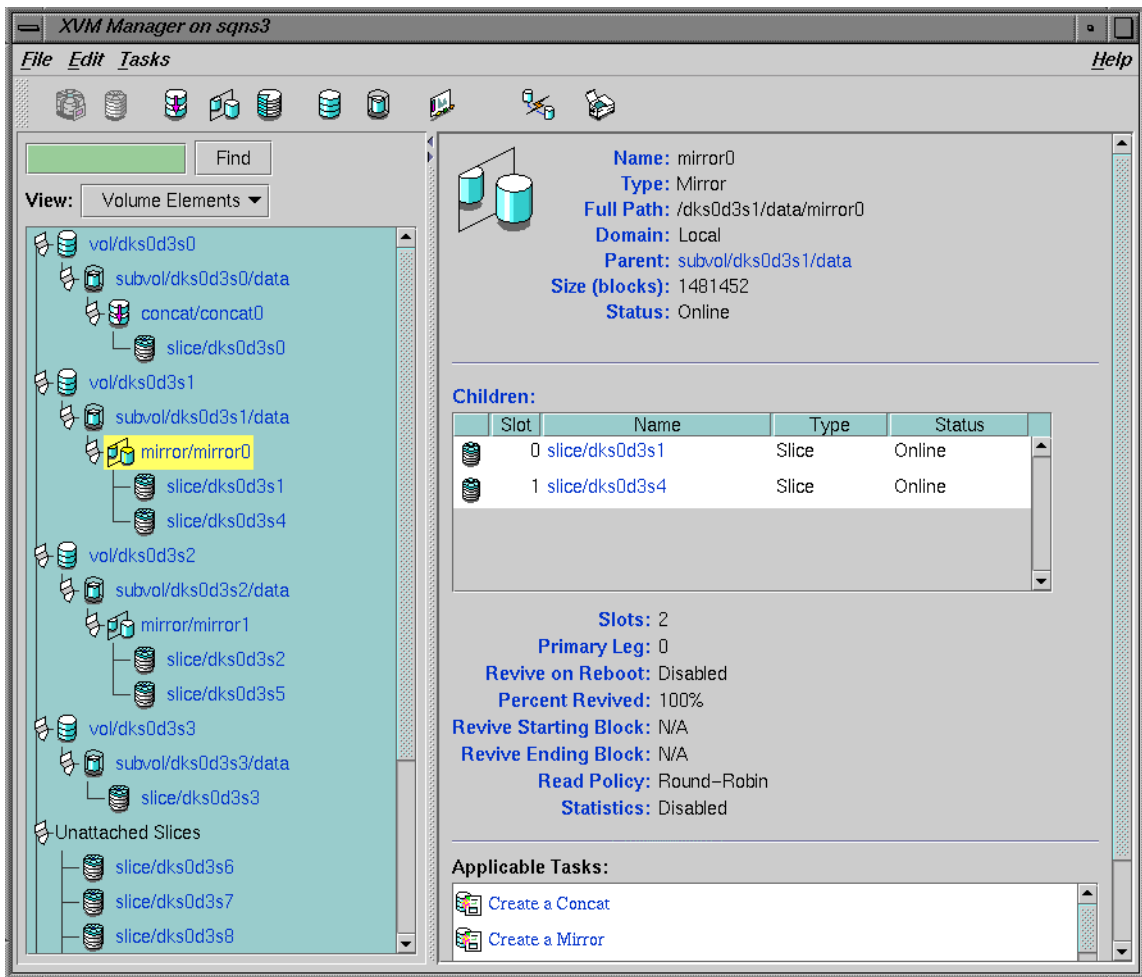 XVM Manager on sqns3
File Edit Tasks Help
Find
View: Volume Elements
vol/dks0d3s0
subvol/dks0d3s0/data
concat/concat0
slice/dks0d3s0
vol/dks0d3s1
subvol/dks0d3s1/data
mirror/mirror0
slice/dks0d3s1
slice/dks0d3s4
vol/dks0d3s2
subvol/dks0d3s2/data
mirror/mirror1
slice/dks0d3s2
slice/dks0d3s5
vol/dks0d3s3
subvol/dks0d3s3/data
slice/dks0d3s3
Unattached Slices
slice/dks0d3s6
slice/dks0d3s7
slice/dks0d3s8
Name: mirror0
Type: Mirror
Full Path: /dks0d3s1/data/mirror0
Domain: Local
Parent: subvol/dks0d3s1/data
Size (blocks): 1481452
Status: Online
Children:
Slot Name Type Status
0 slice/dks0d3s1 Slice Online
1 slice/dks0d3s4 Slice Online
Slots: 2
Primary Leg: 0
Revive on Reboot: Disabled
Percent Revived: 100%
Revive Starting Block: N/A
Revive Ending Block: N/A
Read Policy: Round-Robin
Statistics: Disabled
Applicable Tasks:
Create a Concat
Create a Mirror